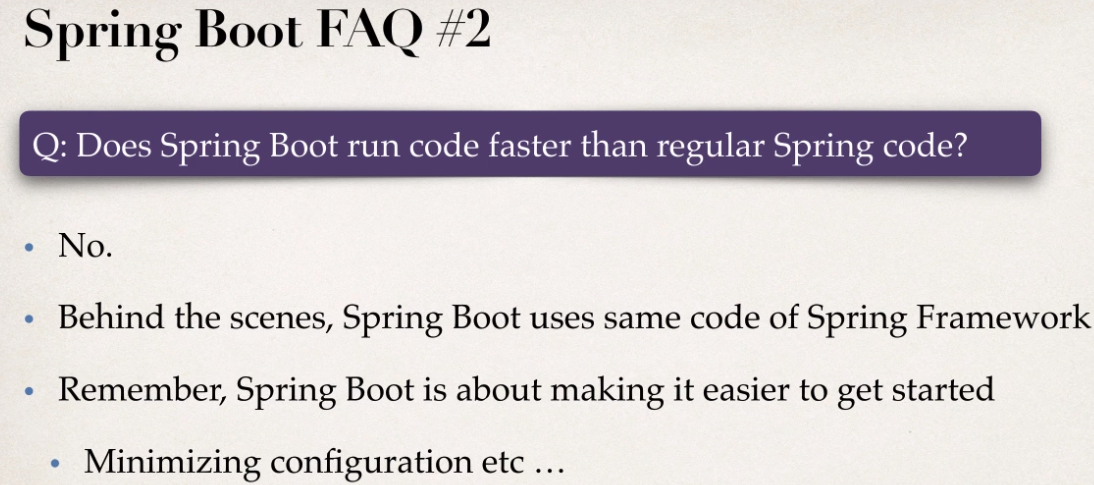 Spring Boot FAQ #2
Q: Does Spring Boot run code faster than regular Spring code?
• No.
• Behind the scenes, Spring Boot uses same code of Spring Framework
• Remember, Spring Boot is about making it easier to get started
• Minimizing configuration etc …